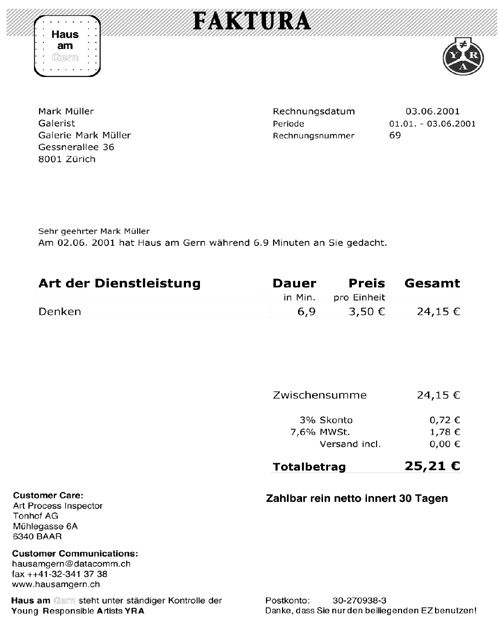 FAKTURA
Haus
am
Gern
Y R
A
Mark Müller
Galerist
Galerie Mark Müller
Gessnerallee 36
8001 Zürich
Rechnungsdatum 03.06.2001
Periode 01.01. - 03.06.2001
Rechnungsnummer 69
Sehr geehrter Mark Müller
Am 02.06. 2001 hat Haus am Gern während 6.9 Minuten an Sie gedacht.
Art der Dienstleistung Dauer Preis Gesamt
in Min. pro Einheit
Denken 6,9 3,50 € 24,15 €
Zwischensumme 24,15 €
3% Skonto 0,72 €
7,6% MWSt. 1,78 €
Versand incl. 0,00 €
Totalbetrag 25,21 €
Zahlbar rein netto innert 30 Tagen
Customer Care:
Art Process Inspector
Tonhof AG
Mühlegasse 6A
6340 BAAR
Customer Communications:
hausamgern@datacomm.ch
fax ++41-32-341 37 38
www.hausamgern.ch
Haus am Gern steht unter ständiger Kontrolle der
Young Responsible Artists YRA
Postkonto: 30-270938-3
Danke, dass Sie nur den beiliegenden EZ benutzen!